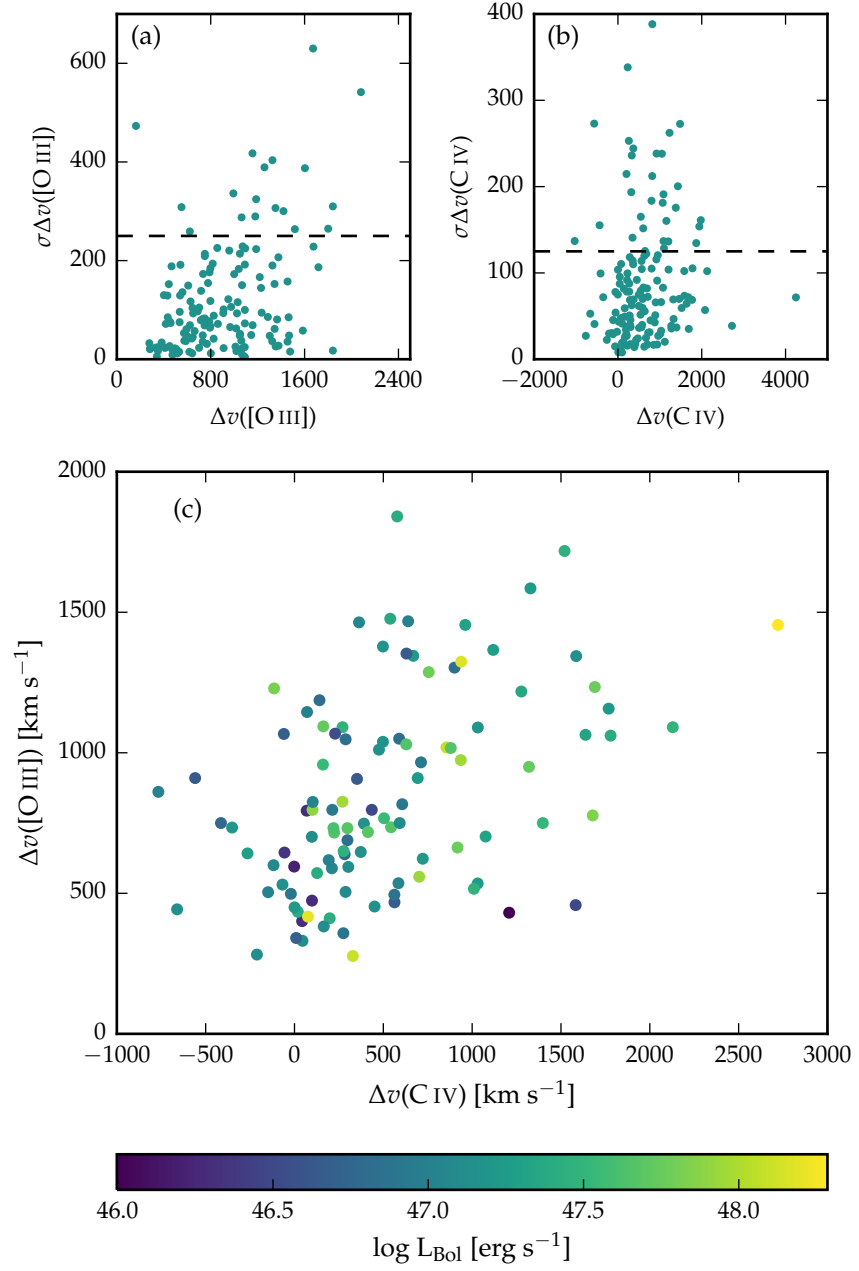 (a)
600
400
200
0
σΔv([O III])
0 800 1600 2400
Δv([O III])
(b)
400
300
200
100
0
σΔv(C IV)
−2000 0 2000 4000
Δv(C IV)
(c)
2000
1500
1000
500
0
Δv([O III]) [km s⁻¹]
−1000 −500 0 500 1000 1500 2000 2500 3000
Δv(C IV) [km s⁻¹]
46.0 46.5 47.0 47.5 48.0
log L_Bol [erg s⁻¹]